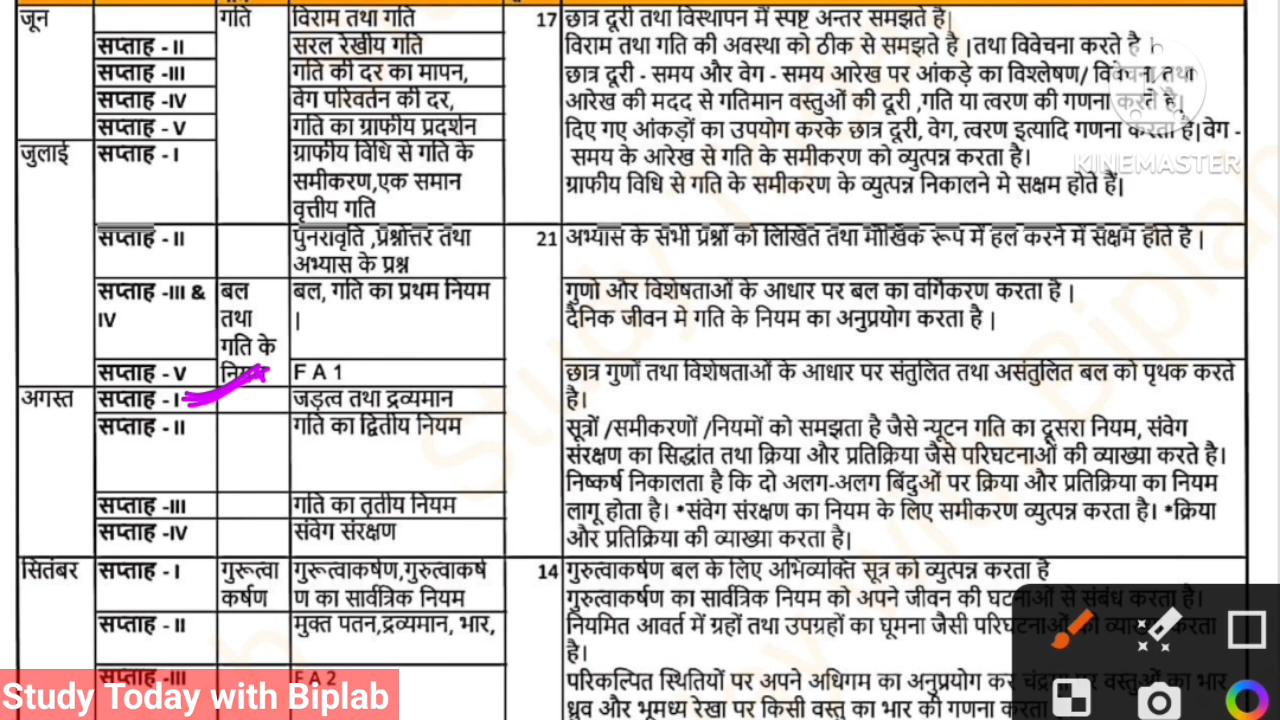 जून गति विराम तथा गति 17 छात्र दूरी तथा विस्थापन में स्पष्ट अन्तर समझते है।
सप्ताह - II सरल रेखीय गति विराम तथा गति की अवस्था को ठीक से समझते है ।तथा विवेचना करते है ।
सप्ताह -III गति की दर का मापन, छात्र दूरी - समय और वेग - समय आरेख पर आंकड़े का विश्लेषण/ विवेचना, तथा
सप्ताह -IV वेग परिवर्तन की दर, आरेख की मदद से गतिमान वस्तुओं की दूरी ,गति या त्वरण की गणना करते है।
सप्ताह - V गति का ग्राफीय प्रदर्शन दिए गए आंकड़ों का उपयोग करके छात्र दूरी, वेग, त्वरण इत्यादि गणना करता है।वेग -
जुलाई सप्ताह - I ग्राफीय विधि से गति के समय के आरेख से गति के समीकरण को व्युत्पन्न करता है।
KINEMASTER
समीकरण,एक समान ग्राफीय विधि से गति के समीकरण के व्युत्पन्न निकालने मे सक्षम होते हैं।
वृत्तीय गति
सप्ताह - II पुनरावृति ,प्रश्नोत्तर तथा 21 अभ्यास के सभी प्रश्नों को लिखित तथा मौखिक रूप में हल करने में सक्षम होते है ।
अभ्यास के प्रश्न
सप्ताह -III & बल बल, गति का प्रथम नियम गुणो और विशेषताओं के आधार पर बल का वर्गिकरण करता है |
IV तथा | दैनिक जीवन मे गति के नियम का अनुप्रयोग करता है |
गति के
सप्ताह - V नियम F A 1 छात्र गुणों तथा विशेषताओं के आधार पर संतुलित तथा असंतुलित बल को पृथक करते
अगस्त सप्ताह - I जड़त्व तथा द्रव्यमान है।
सप्ताह - II गति का द्वितीय नियम सूत्रों /समीकरणों /नियमों को समझता है जैसे न्यूटन गति का दूसरा नियम, संवेग
संरक्षण का सिद्धांत तथा क्रिया और प्रतिक्रिया जैसे परिघटनाओं की व्याख्या करते है।
निष्कर्ष निकालता है कि दो अलग-अलग बिंदुओं पर क्रिया और प्रतिक्रिया का नियम
सप्ताह -III गति का तृतीय नियम लागू होता है। *संवेग संरक्षण का नियम के लिए समीकरण व्युत्पन्न करता है। *क्रिया
सप्ताह -IV संवेग संरक्षण और प्रतिक्रिया की व्याख्या करता है।
सितंबर सप्ताह - I गुरूत्वा गुरूत्वाकर्षण,गुरुत्वाकर्ष 14 गुरुत्वाकर्षण बल के लिए अभिव्यक्ति सूत्र को व्युत्पन्न करता है
कर्षण ण का सार्वत्रिक नियम गुरुत्वाकर्षण का सार्वत्रिक नियम को अपने जीवन की घटनाओं से संबंध करता है।
सप्ताह - II मुक्त पतन,द्रव्यमान, भार, नियमित आवर्त में ग्रहों तथा उपग्रहों का घूमना जैसी परिघटनाओं की व्याख्या करता
है।
सप्ताह -III F A 2 परिकल्पित स्थितियों पर अपने अधिगम का अनुप्रयोग कर चंद्रमा पर वस्तुओं का भार
ध्रुव और भूमध्य रेखा पर किसी वस्तु का भार की गणना करता
Study Today with Biplab